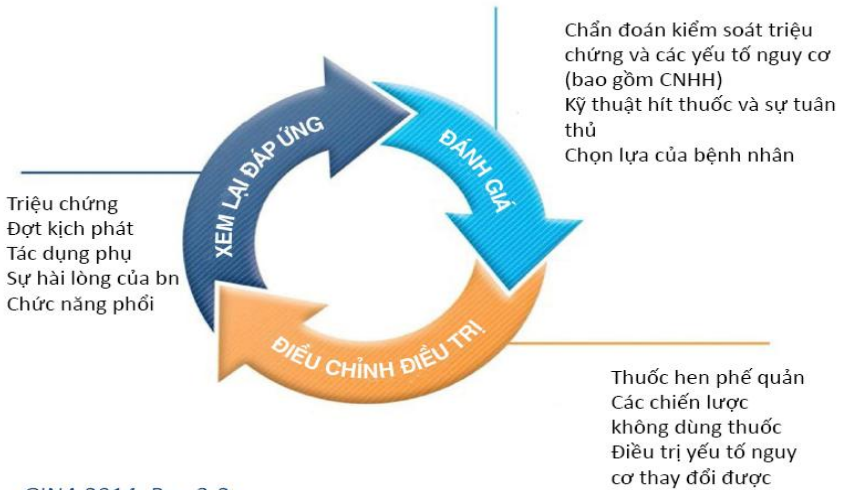 Chẩn đoán kiểm soát triệu
chứng và các yếu tố nguy cơ
(bao gồm CNHH)
Kỹ thuật hít thuốc và sự tuân
thủ
Chọn lựa của bệnh nhân
XEM LẠI ĐÁP ỨNG
ĐÁNH GIÁ
Triệu chứng
Đợt kịch phát
Tác dụng phụ
Sự hài lòng của bn
Chức năng phổi
ĐIỀU CHỈNH ĐIỀU TRỊ
Thuốc hen phế quản
Các chiến lược
không dùng thuốc
Điều trị yếu tố nguy
cơ thay đổi được
GINA 2014